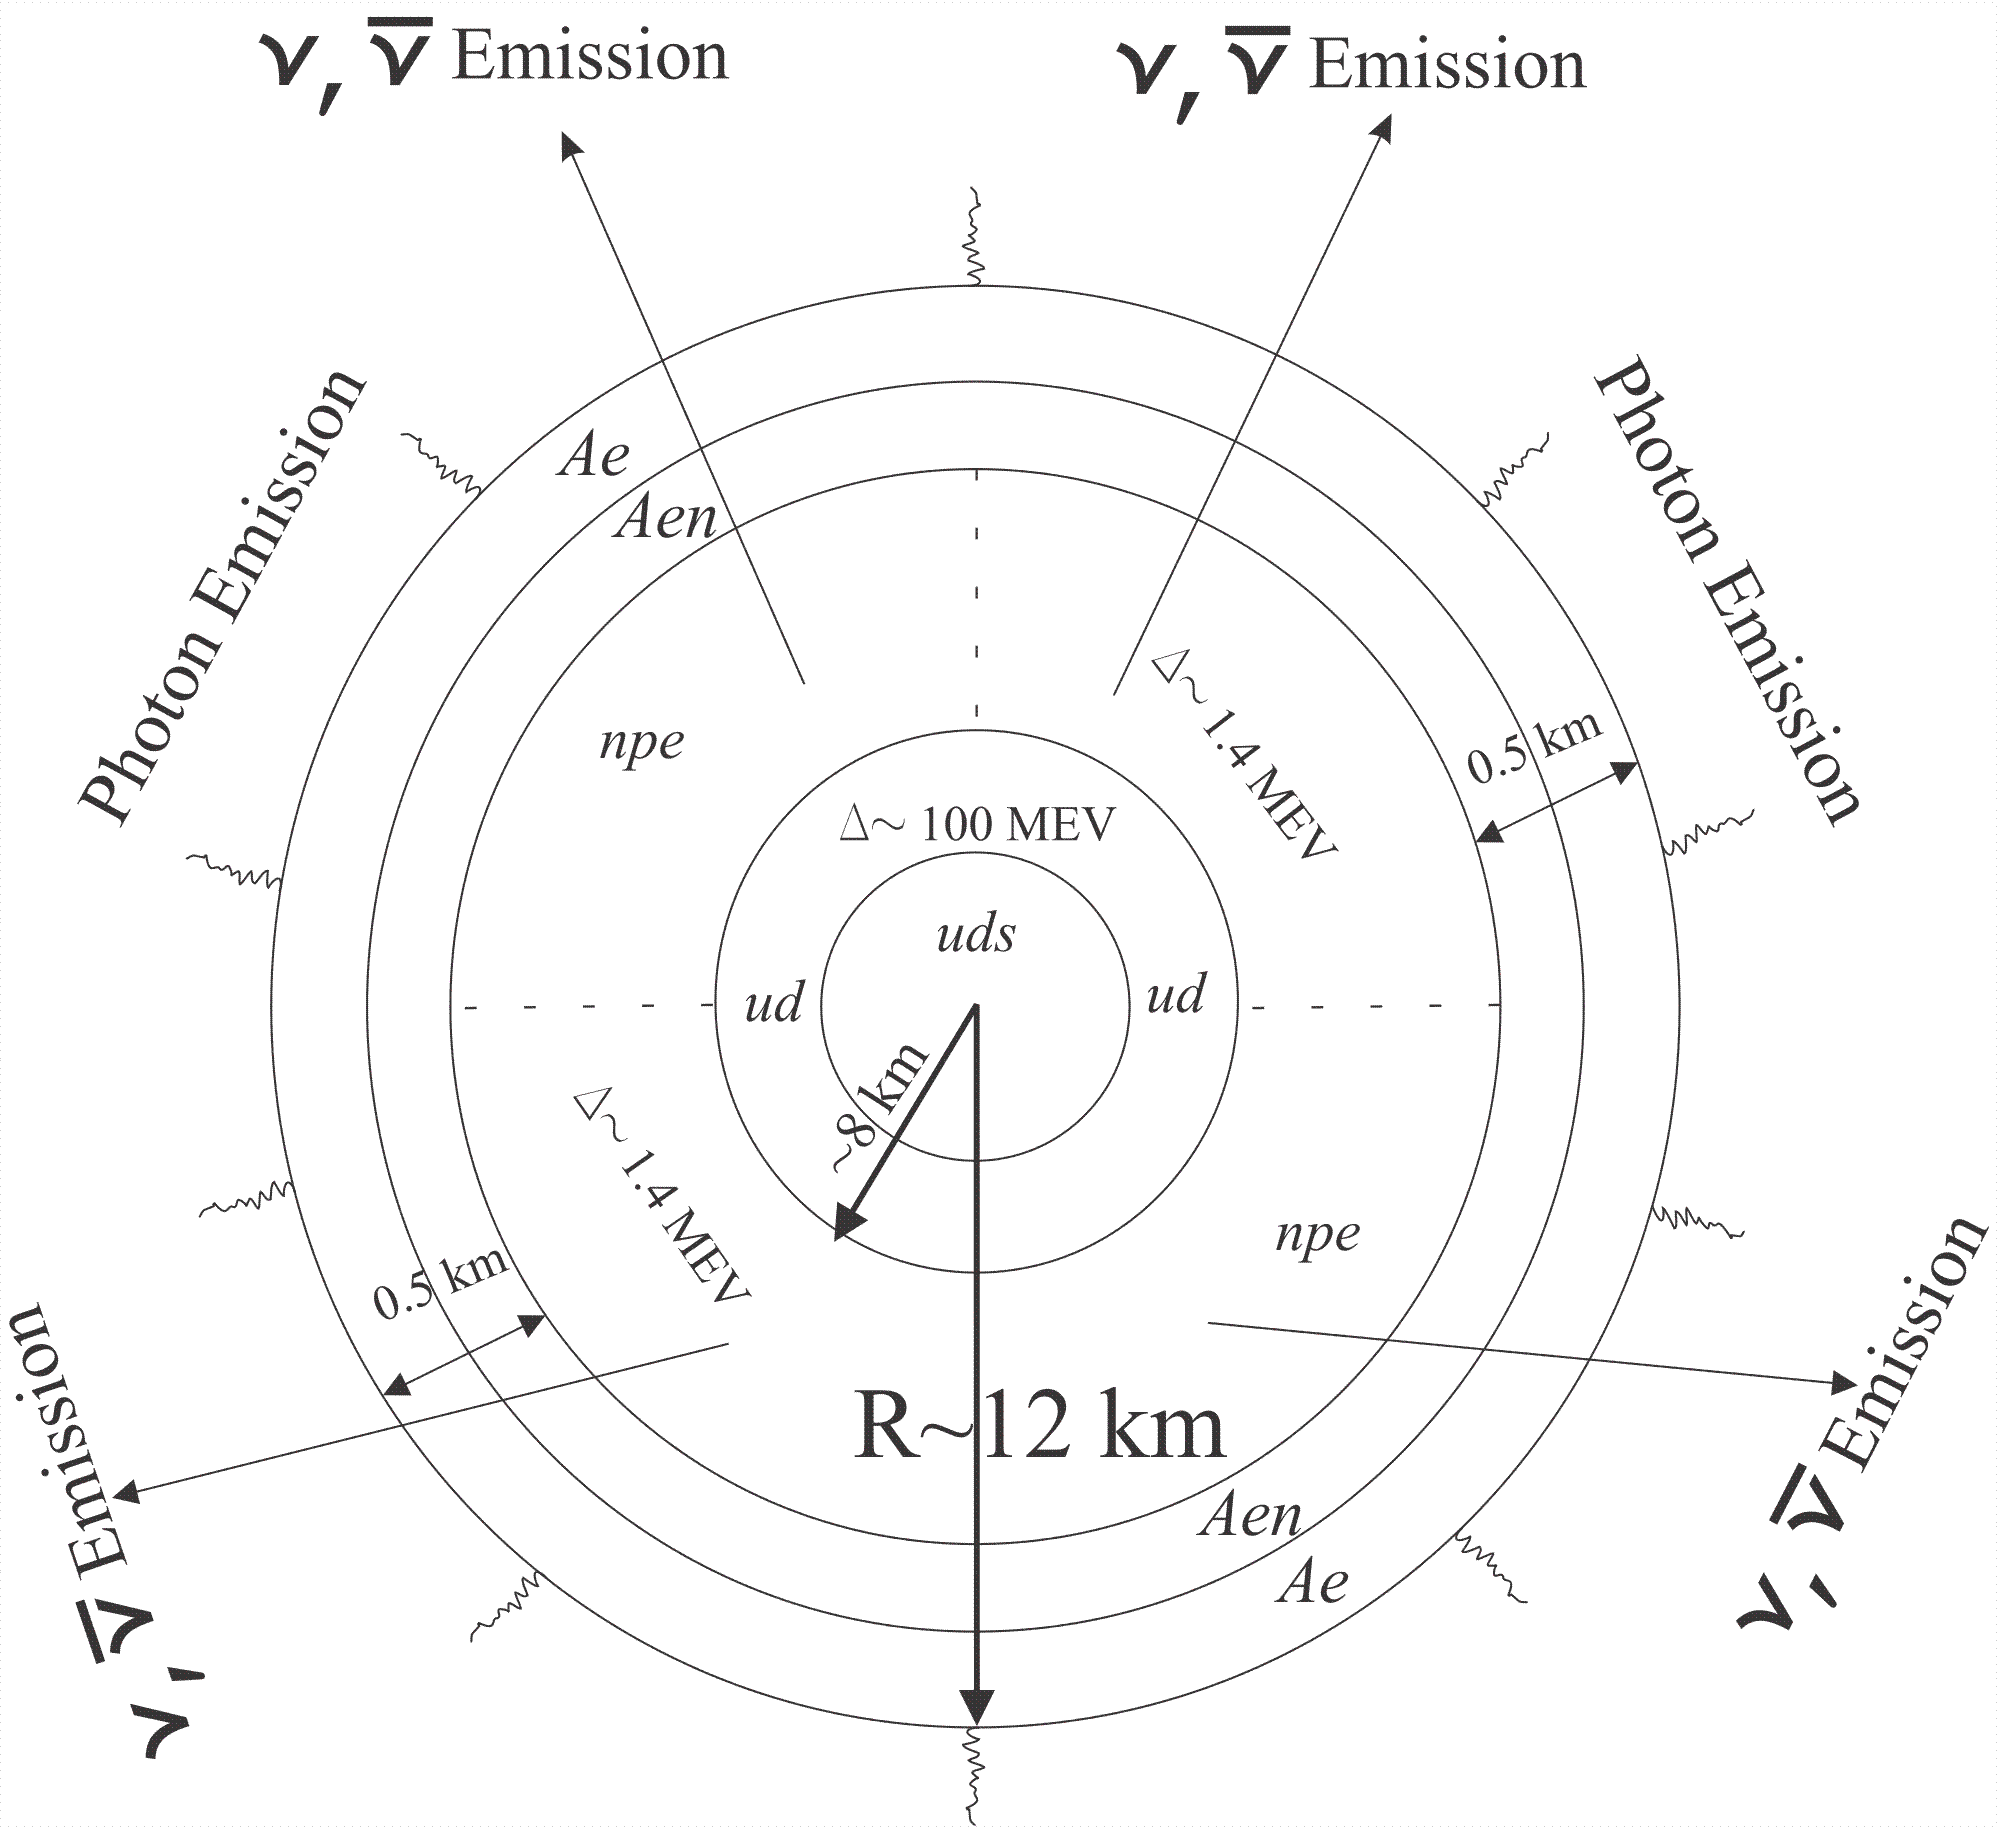 ν, ν̅ Emission
ν, ν̅ Emission
Photon Emission
Photon Emission
Ae
Aen
npe
Δ~ 1.4 MEV
0.5 km
Δ~ 100 MEV
uds
ud
ud
~8 km
Δ~ 1.4 MEV
npe
0.5 km
R~12 km
Aen
Ae
ν, ν̅ Emission
ν, ν̅ Emission